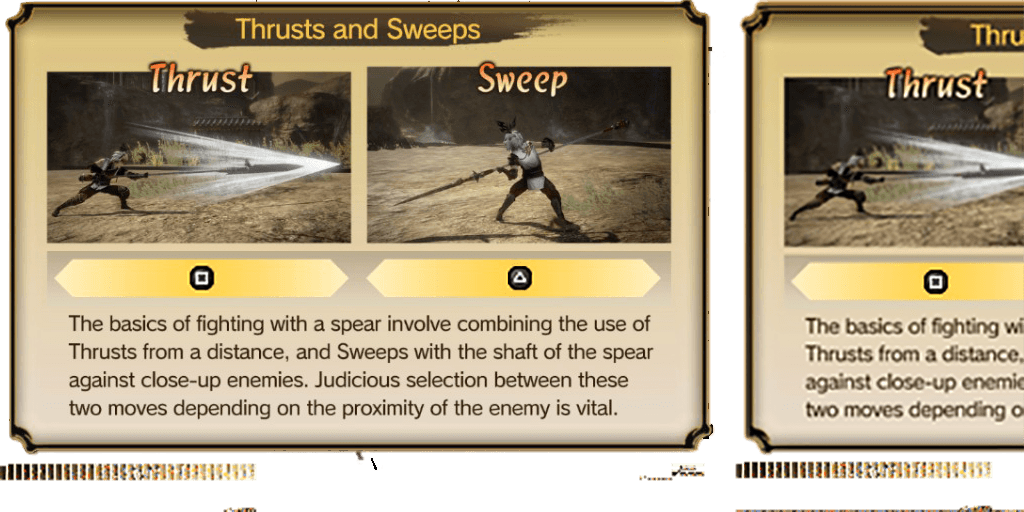 Thrusts and Sweeps
Thrust
Sweep
The basics of fighting with a spear involve combining the use of
Thrusts from a distance, and Sweeps with the shaft of the spear
against close-up enemies. Judicious selection between these
two moves depending on the proximity of the enemy is vital.
Thru
Thrust
The basics of fighting wi
Thrusts from a distance,
against close-up enemie
two moves depending o